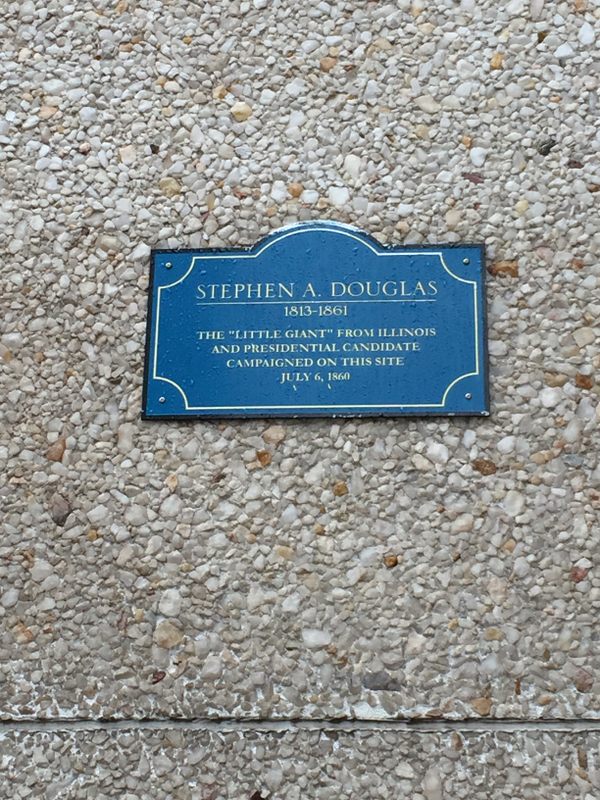 STEPHEN A. DOUGLAS
1813-1861
THE "LITTLE GIANT" FROM ILLINOIS
AND PRESIDENTIAL CANDIDATE
CAMPAIGNED ON THIS SITE
JULY 6, 1860